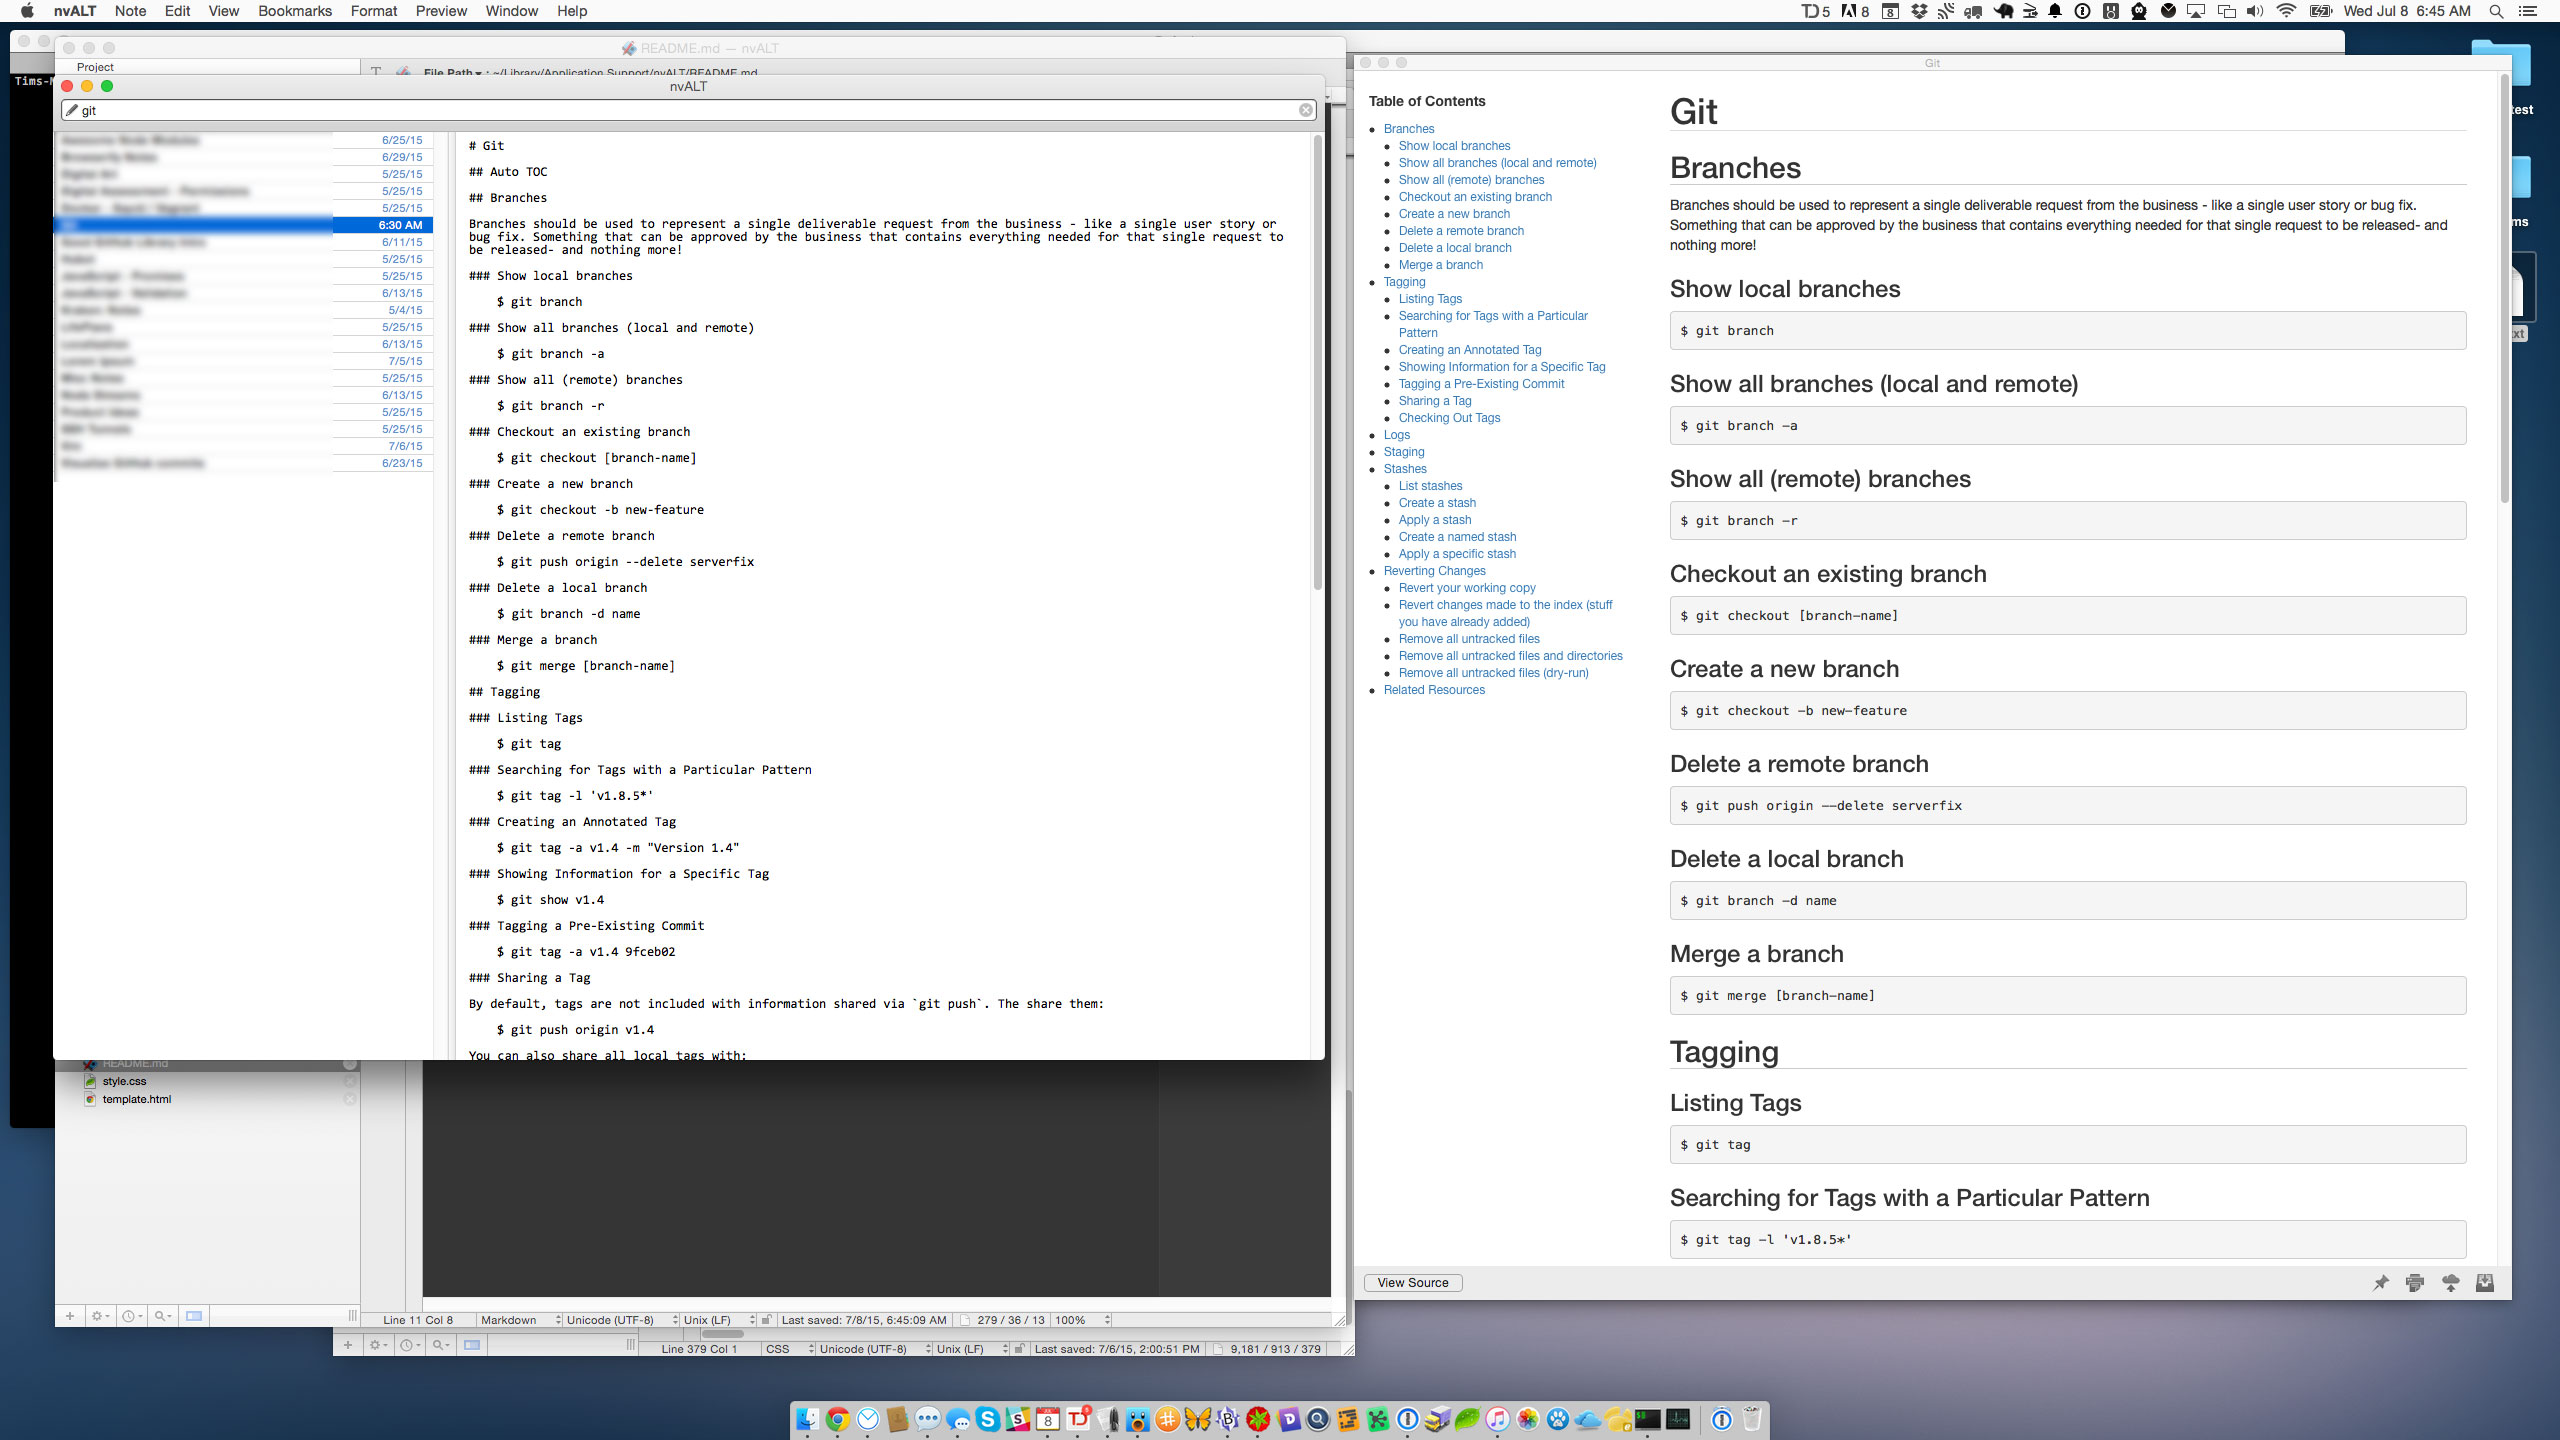 nvALT Note Edit View Bookmarks Format Preview Window Help
5 8 8 Wed Jul 8 6:45 AM
README.md — nvALT
Project
File Path ▾ : ~/Library/Application Support/nvALT/README.md
Tims-M
nvALT
git
6/25/15
6/29/15
5/25/15
5/25/15
5/25/15
6:30 AM
6/11/15
5/25/15
5/25/15
6/13/15
5/4/15
5/25/15
6/13/15
7/5/15
5/25/15
6/13/15
5/25/15
5/25/15
7/6/15
6/23/15
# Git
## Auto TOC
## Branches
Branches should be used to represent a single deliverable request from the business - like a single user story or
bug fix. Something that can be approved by the business that contains everything needed for that single request to
be released- and nothing more!
### Show local branches
$ git branch
### Show all branches (local and remote)
$ git branch -a
### Show all (remote) branches
$ git branch -r
### Checkout an existing branch
$ git checkout [branch-name]
### Create a new branch
$ git checkout -b new-feature
### Delete a remote branch
$ git push origin --delete serverfix
### Delete a local branch
$ git branch -d name
### Merge a branch
$ git merge [branch-name]
## Tagging
### Listing Tags
$ git tag
### Searching for Tags with a Particular Pattern
$ git tag -l 'v1.8.5*'
### Creating an Annotated Tag
$ git tag -a v1.4 -m "Version 1.4"
### Showing Information for a Specific Tag
$ git show v1.4
### Tagging a Pre-Existing Commit
$ git tag -a v1.4 9fceb02
### Sharing a Tag
By default, tags are not included with information shared via `git push`. The share them:
$ git push origin v1.4
You can also share all local tags with:
README.md
style.css
template.html
Line 11 Col 8 Markdown Unicode (UTF-8) Unix (LF) Last saved: 7/8/15, 6:45:09 AM 279 / 36 / 13 100%
Line 379 Col 1 CSS Unicode (UTF-8) Unix (LF) Last saved: 7/6/15, 2:00:51 PM 9,181 / 913 / 379
Git
Table of Contents
Branches
Show local branches
Show all branches (local and remote)
Show all (remote) branches
Checkout an existing branch
Create a new branch
Delete a remote branch
Delete a local branch
Merge a branch
Tagging
Listing Tags
Searching for Tags with a Particular
Pattern
Creating an Annotated Tag
Showing Information for a Specific Tag
Tagging a Pre-Existing Commit
Sharing a Tag
Checking Out Tags
Logs
Staging
Stashes
List stashes
Create a stash
Apply a stash
Create a named stash
Apply a specific stash
Reverting Changes
Revert your working copy
Revert changes made to the index (stuff
you have already added)
Remove all untracked files
Remove all untracked files and directories
Remove all untracked files (dry-run)
Related Resources
Git
Branches
Branches should be used to represent a single deliverable request from the business - like a single user story or bug fix.
Something that can be approved by the business that contains everything needed for that single request to be released- and
nothing more!
Show local branches
$ git branch
Show all branches (local and remote)
$ git branch -a
Show all (remote) branches
$ git branch -r
Checkout an existing branch
$ git checkout [branch-name]
Create a new branch
$ git checkout -b new-feature
Delete a remote branch
$ git push origin --delete serverfix
Delete a local branch
$ git branch -d name
Merge a branch
$ git merge [branch-name]
Tagging
Listing Tags
$ git tag
Searching for Tags with a Particular Pattern
$ git tag -l 'v1.8.5*'
View Source
test
ms
xt